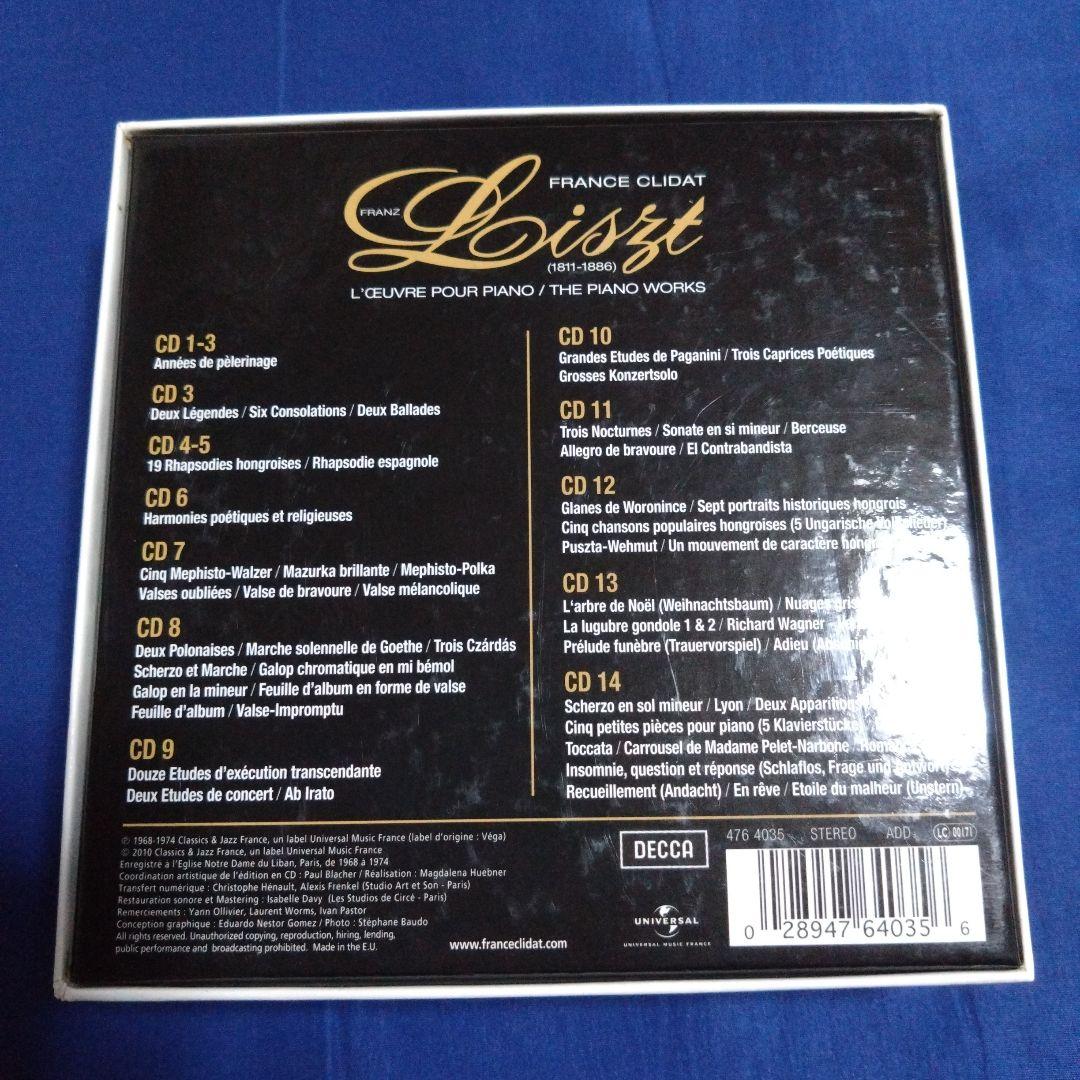 FRANCE CLIDAT
FRANZ Liszt
(1811-1886)
L'ŒUVRE POUR PIANO / THE PIANO WORKS
CD 1-3
Années de pèlerinage
CD 3
Deux Légendes / Six Consolations / Deux Ballades
CD 4-5
19 Rhapsodies hongroises / Rhapsodie espagnole
CD 6
Harmonies poétiques et religieuses
CD 7
Cinq Mephisto-Walzer / Mazurka brillante / Mephisto-Polka
Valses oubliées / Valse de bravoure / Valse mélancolique
CD 8
Deux Polonaises / Marche solennelle de Goethe / Trois Czárdás
Scherzo et Marche / Galop chromatique en mi bémol
Galop en la mineur / Feuille d'album en forme de valse
Feuille d'album / Valse-Impromptu
CD 9
Douze Etudes d'exécution transcendante
Deux Etudes de concert / Ab Irato
CD 10
Grandes Etudes de Paganini / Trois Caprices Poétiques
Grosses Konzertsolo
CD 11
Trois Nocturnes / Sonate en si mineur / Berceuse
Allegro de bravoure / El Contrabandista
CD 12
Glanes de Woronince / Sept portraits historiques hongrois
Cinq chansons populaires hongroises (5 Ungarische
Puszta-Wehmut / Un mouvement de caractère
CD 13
L'arbre de Noël (Weihnachtsbaum) / Nuages gris
La lugubre gondole 1 & 2 / Richard Wagner -
Prélude funèbre (Trauervorspiel) / Adieu
CD 14
Scherzo en sol mineur / Lyon / Deux Apparitions
Cinq petites pièces pour piano (5 Klavierstücke)
Toccata / Carrousel de Madame Pelet-Narbone /
Insomnie, question et réponse (Schlaflos, Frage und Antwort)
Recueillement (Andacht) / En rêve / Etoile du malheur (Unstern)
℗ 1968-1974 Classics & Jazz France, un label Universal Music France (label d'origine : Véga)
© 2010 Classics & Jazz France, un label Universal Music France
Enregistré à l'Eglise Notre Dame du Liban, Paris, de 1968 à 1974
Coordination artistique de l'édition en CD : Paul Blacher / Réalisation : Magdalena Huebner
Transfert numérique : Christophe Hénault, Alexis Frenkel (Studio Art et Son - Paris)
Restauration sonore et Mastering : Isabelle Davy (Les Studios de Circé - Paris)
Remerciements : Yann Ollivier, Laurent Worms, Ivan Pastor
Conception graphique : Eduardo Nestor Gomez / Photo : Stéphane Baudo
All rights reserved. Unauthorized copying, reproduction, hiring, lending,
public performance and broadcasting prohibited. Made in the E.U.
www.franceclidat.com
DECCA
UNIVERSAL
UNIVERSAL MUSIC FRANCE
476 4035 STEREO ADD LC 00171
0 28947 64035 6